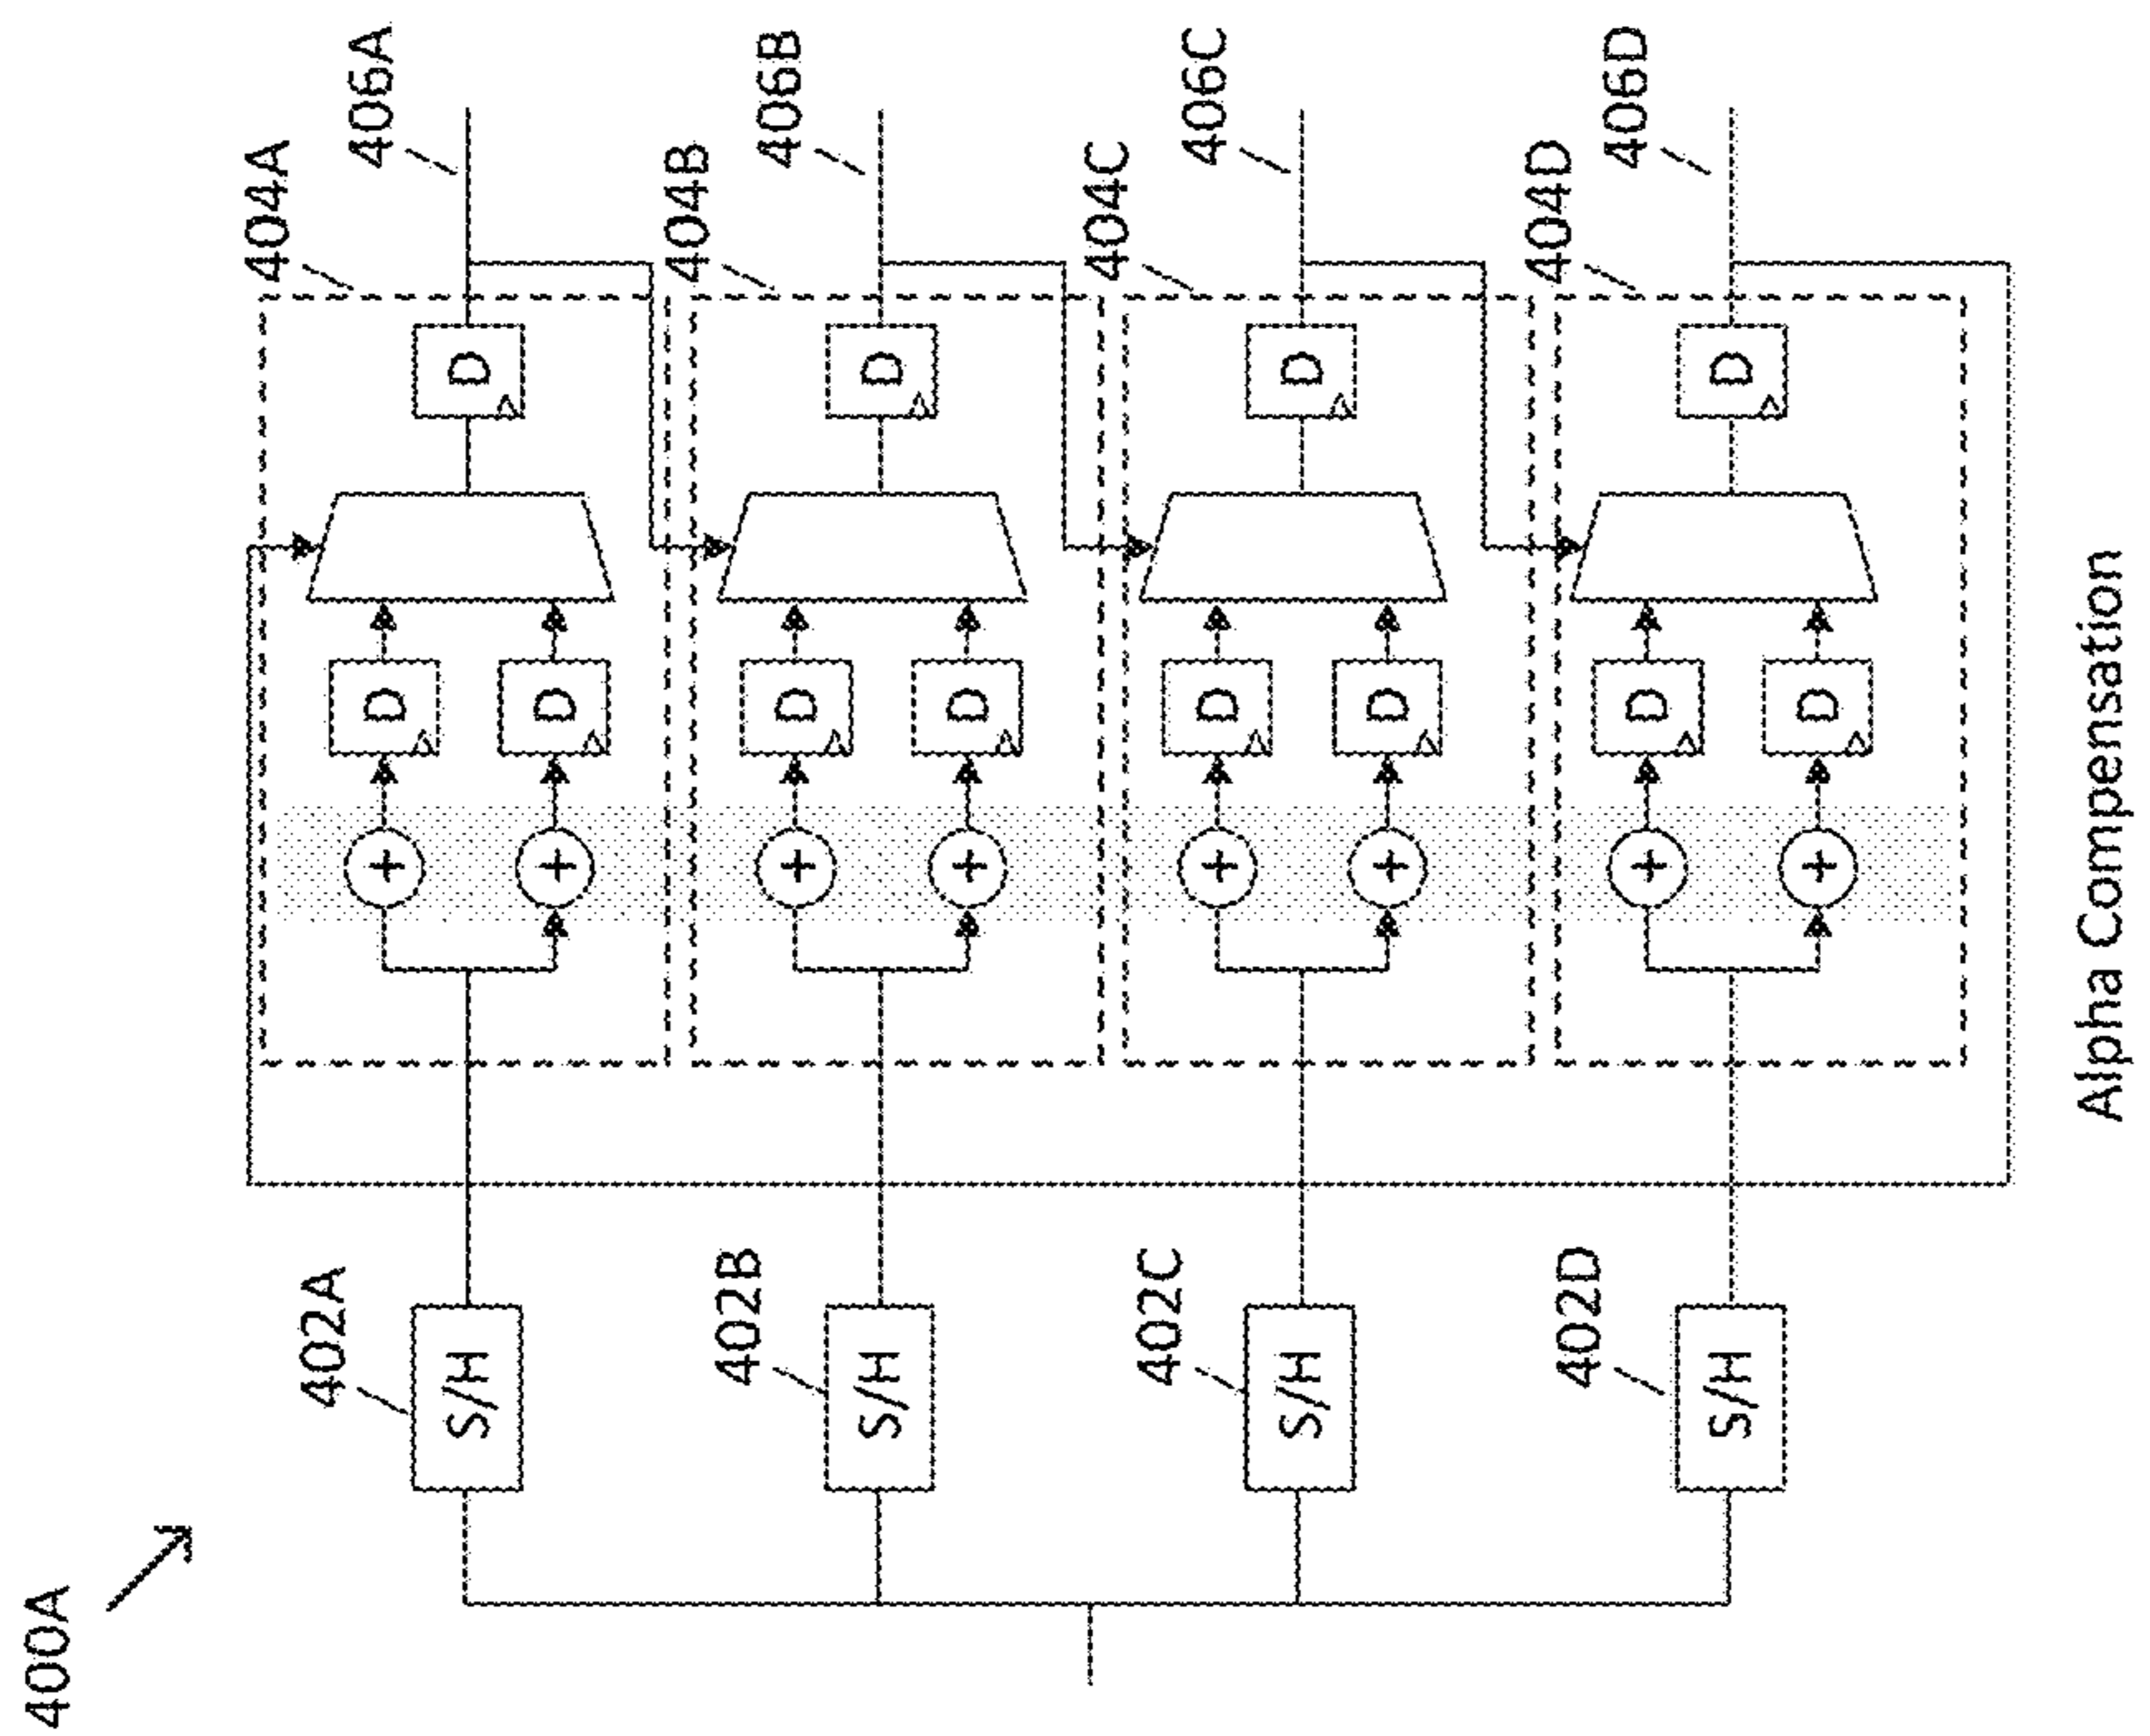 400A
402A
S/H
402B
S/H
402C
S/H
402D
S/H
404A
+
+
D
D
D
406A
404B
+
+
D
D
D
406B
404C
+
+
D
D
D
406C
404D
+
+
D
D
D
406D
Alpha Compensation